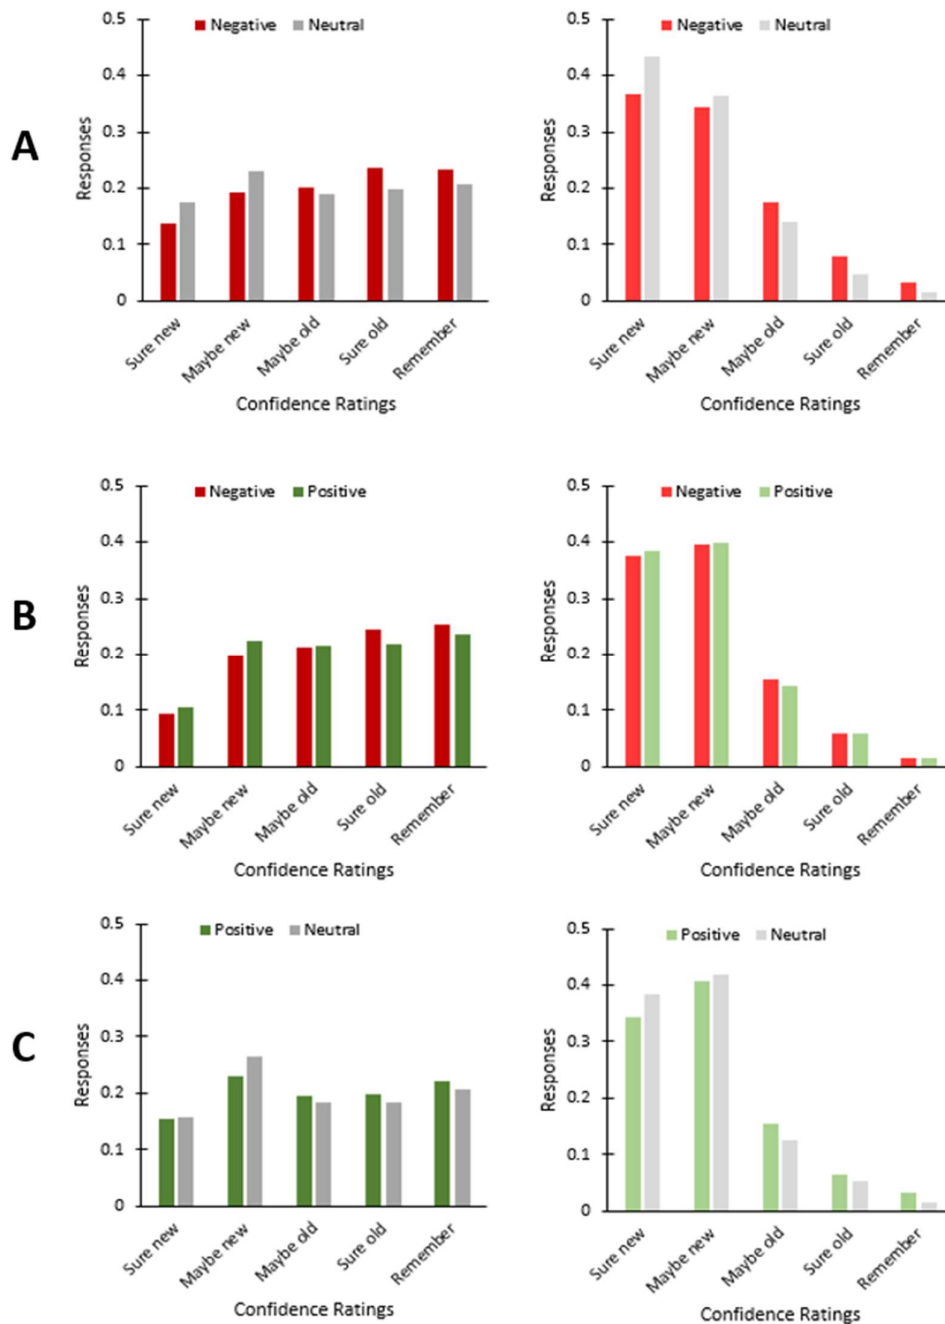 A
Negative Neutral
Responses
0.5
0.4
0.3
0.2
0.1
0
Sure new
Maybe new
Maybe old
Sure old
Remember
Confidence Ratings
Negative Neutral
Responses
0.5
0.4
0.3
0.2
0.1
0
Sure new
Maybe new
Maybe old
Sure old
Remember
Confidence Ratings
B
Negative Positive
Responses
0.5
0.4
0.3
0.2
0.1
0
Sure new
Maybe new
Maybe old
Sure old
Remember
Confidence Ratings
Negative Positive
Responses
0.5
0.4
0.3
0.2
0.1
0
Sure new
Maybe new
Maybe old
Sure old
Remember
Confidence Ratings
C
Positive Neutral
Responses
0.5
0.4
0.3
0.2
0.1
0
Sure new
Maybe new
Maybe old
Sure old
Remember
Confidence Ratings
Positive Neutral
Responses
0.5
0.4
0.3
0.2
0.1
0
Sure new
Maybe new
Maybe old
Sure old
Remember
Confidence Ratings